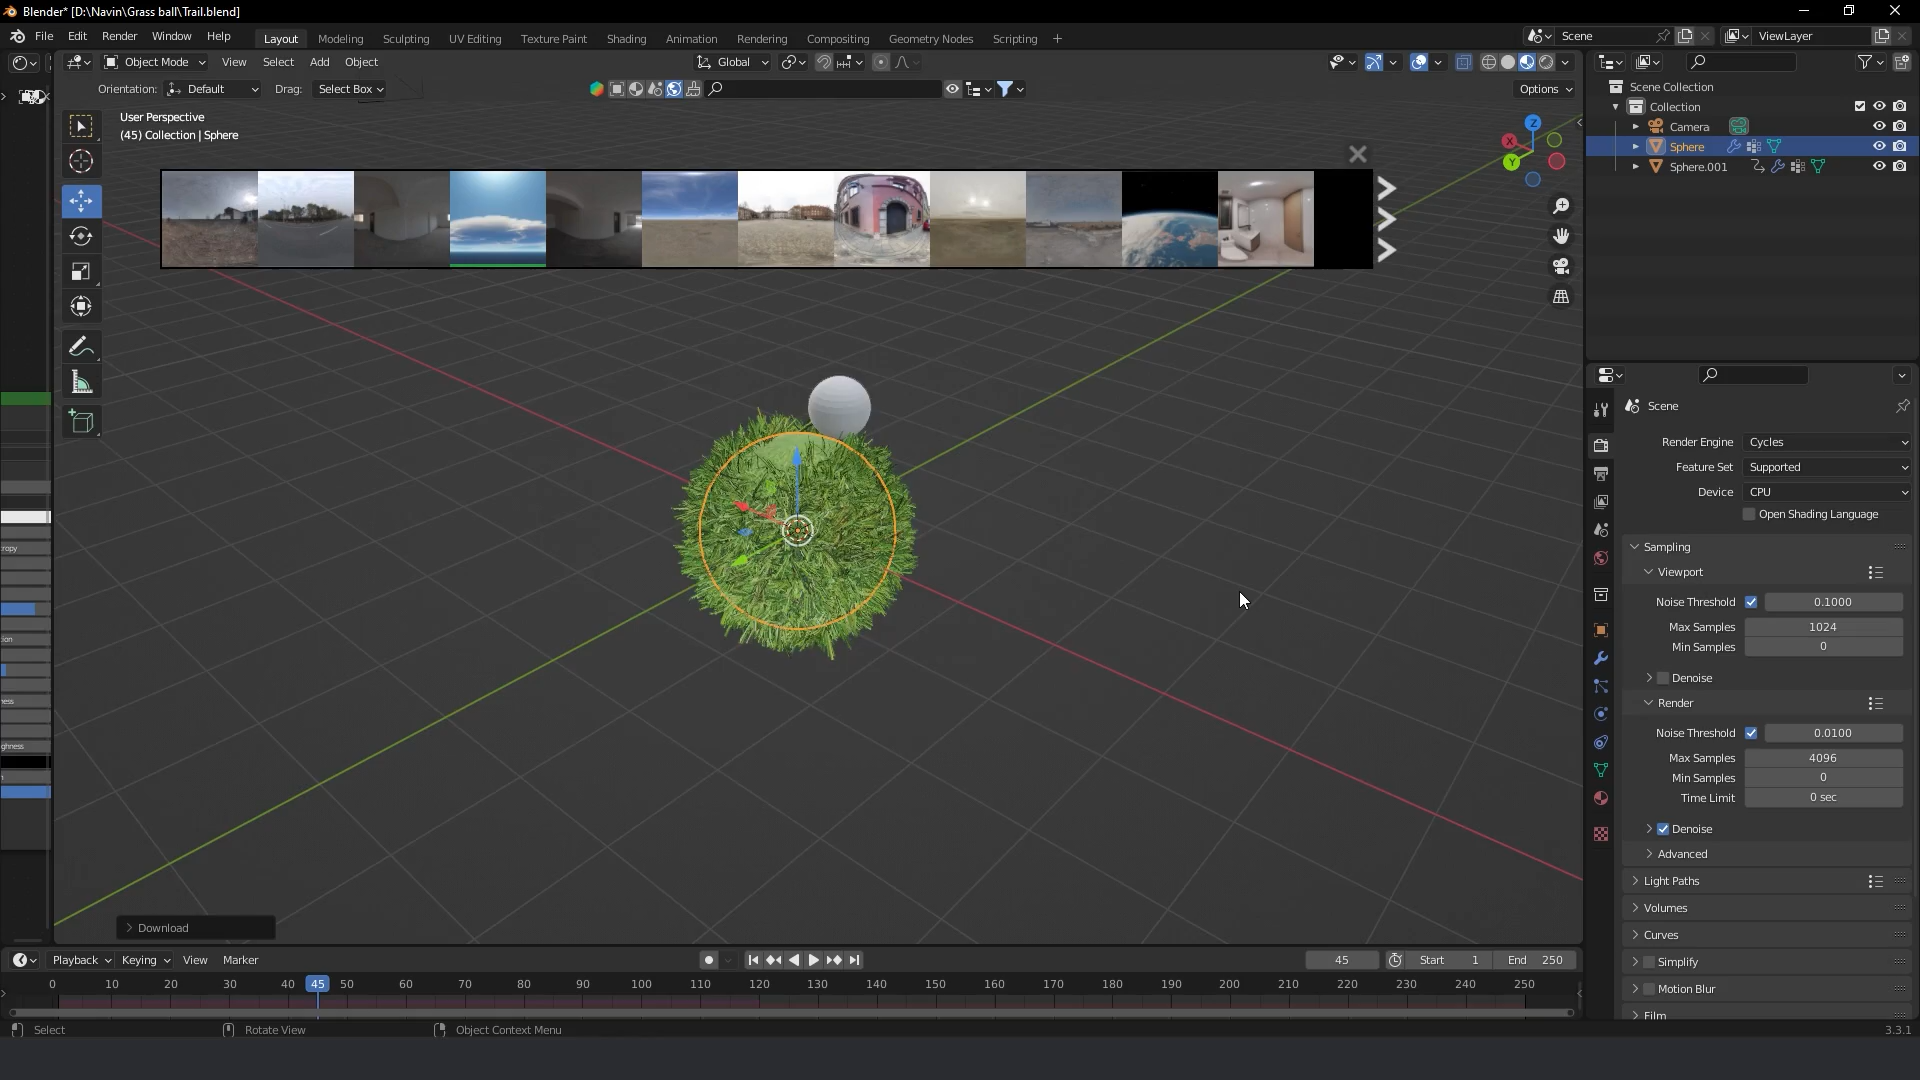 Blender* [D:\Navin\Grass ball\Trail.blend]
File Edit Render Window Help Layout Modeling Sculpting UV Editing Texture Paint Shading Animation Rendering Compositing Geometry Nodes Scripting + Scene ViewLayer
Object Mode View Select Add Object Global
Orientation: Default Drag: Select Box Options
User Perspective
(45) Collection | Sphere
Z
X
Y
Scene Collection
Collection
Camera
Sphere
Sphere.001
Scene
Render Engine Cycles
Feature Set Supported
Device CPU
Open Shading Language
Sampling
Viewport
Noise Threshold 0.1000
Max Samples 1024
Min Samples 0
Denoise
Render
Noise Threshold 0.0100
Max Samples 4096
Min Samples 0
Time Limit 0 sec
Denoise
Advanced
Light Paths
Volumes
Curves
Simplify
Motion Blur
Film
ropy
tion
ness
ghness
Download
Playback Keying View Marker 45 Start 1 End 250
0 10 20 30 40 45 50 60 70 80 90 100 110 120 130 140 150 160 170 180 190 200 210 220 230 240 250
Select Rotate View Object Context Menu 3.3.1